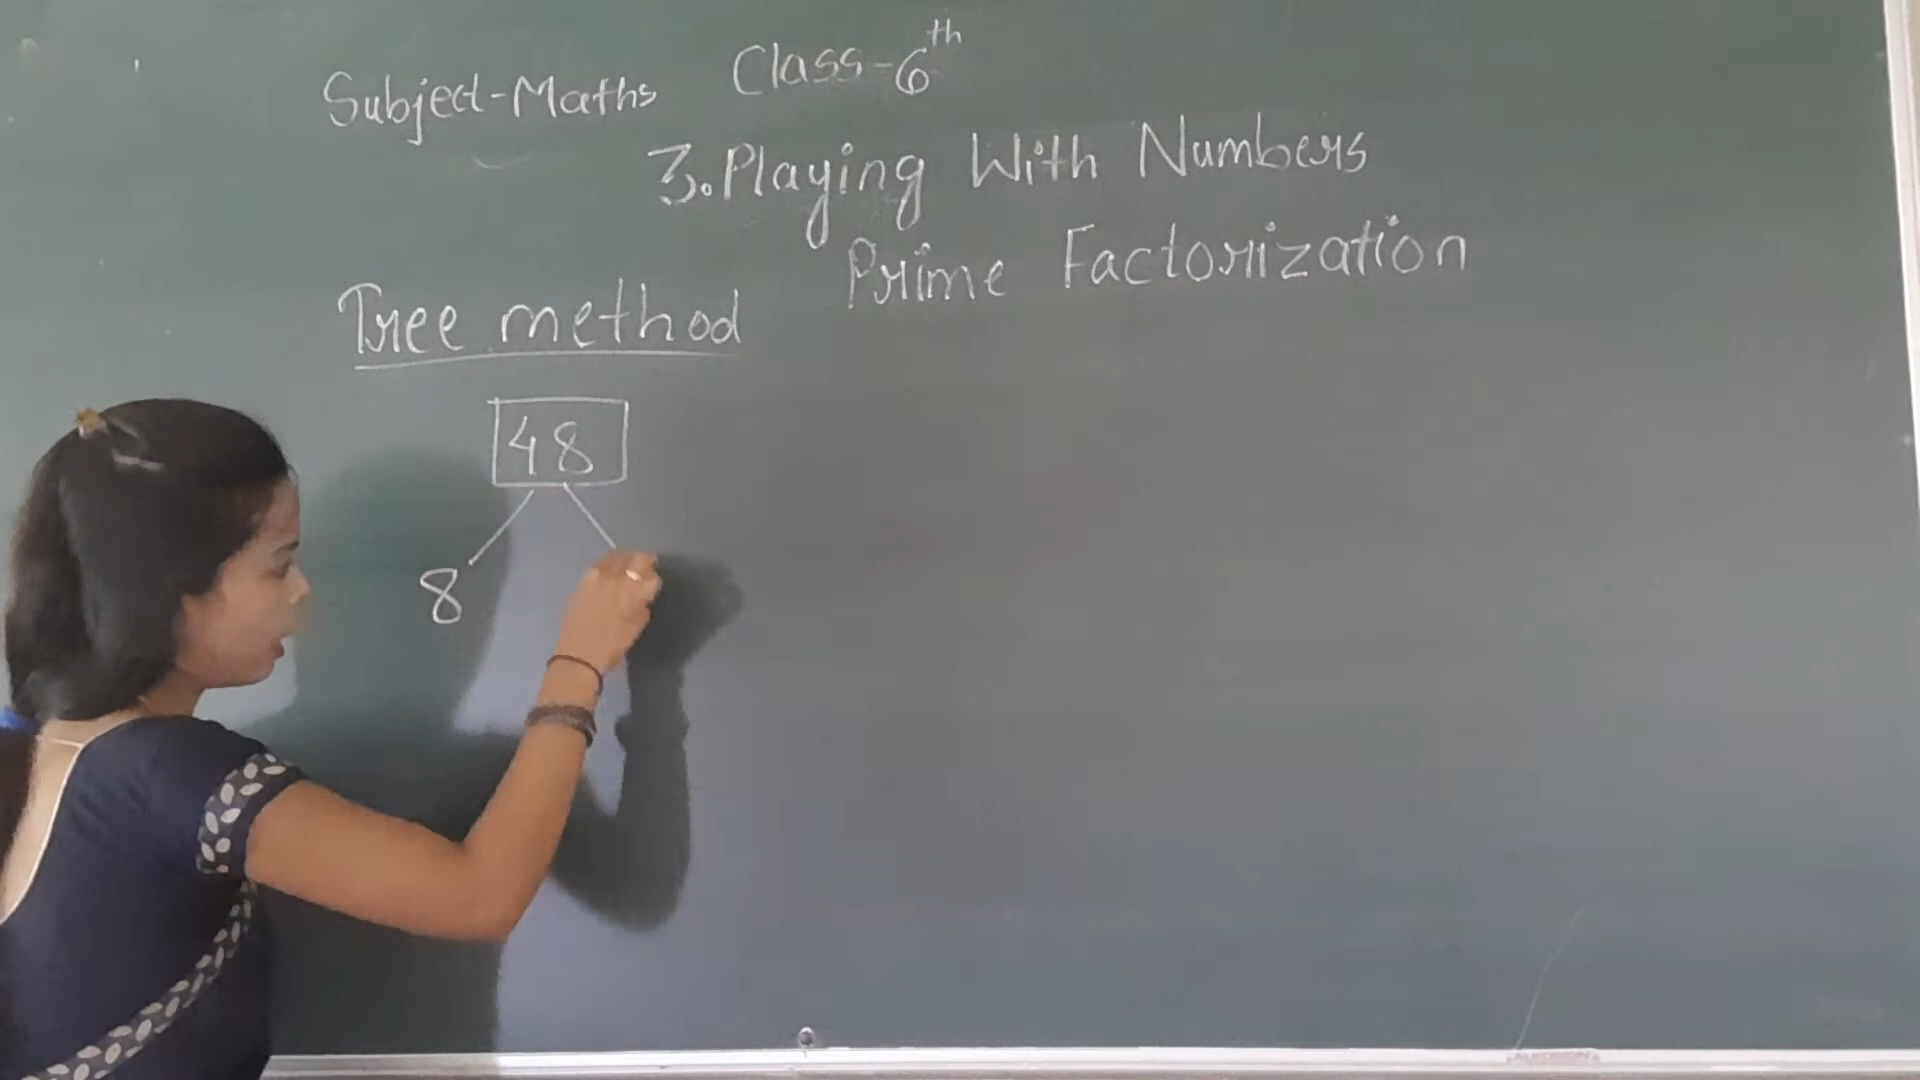 Subject-Maths Class-6th
3. Playing With Numbers
Prime Factorization
Tree method
48
8